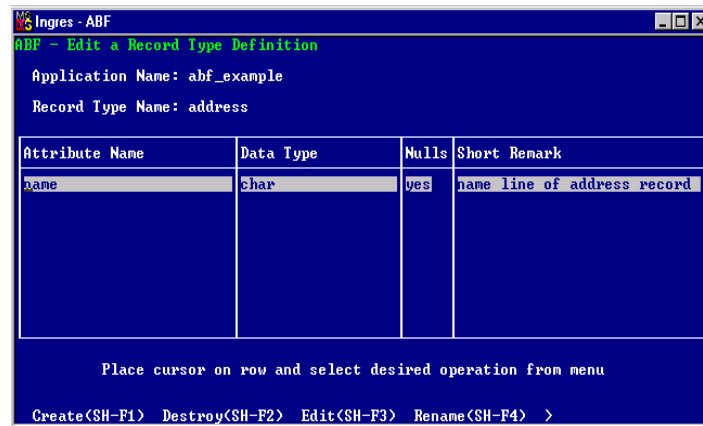 Ingres - ABF
ABF - Edit a Record Type Definition
Application Name: abf_example
Record Type Name: address
Attribute Name Data Type Nulls Short Remark
name char yes name line of address record
Place cursor on row and select desired operation from menu
Create(SH-F1) Destroy(SH-F2) Edit(SH-F3) Rename(SH-F4) >